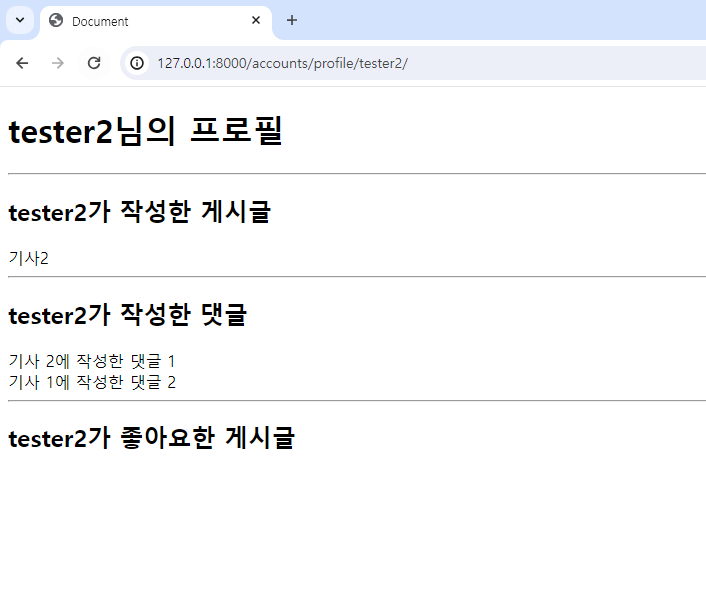 Document
127.0.0.1:8000/accounts/profile/tester2/
tester2님의 프로필
tester2가 작성한 게시글
기사2
tester2가 작성한 댓글
기사 2에 작성한 댓글 1
기사 1에 작성한 댓글 2
tester2가 좋아요한 게시글